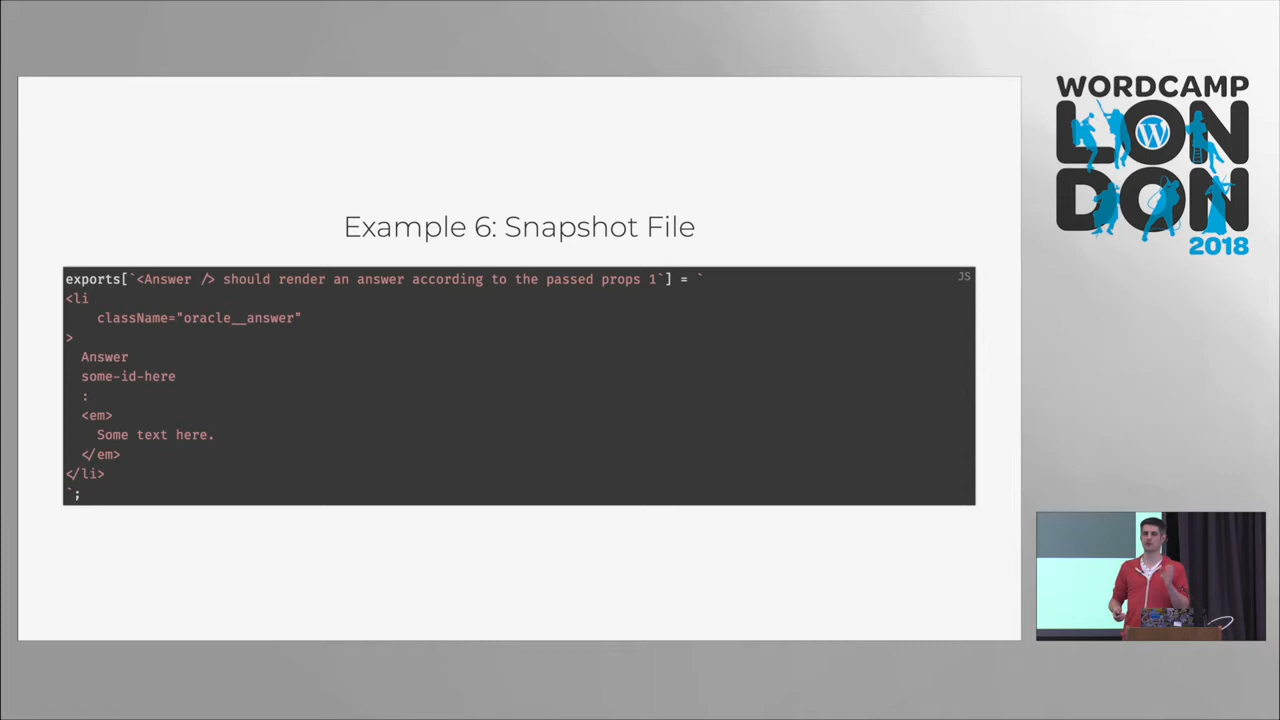 Example 6: Snapshot File
exports[`<Answer /> should render an answer according to the passed props 1`] = `
JS
<li
className="oracle__answer"
>
Answer
some-id-here
:
<em>
Some text here.
</em>
</li>
`;
WORDCAMP
LON
DON
2018